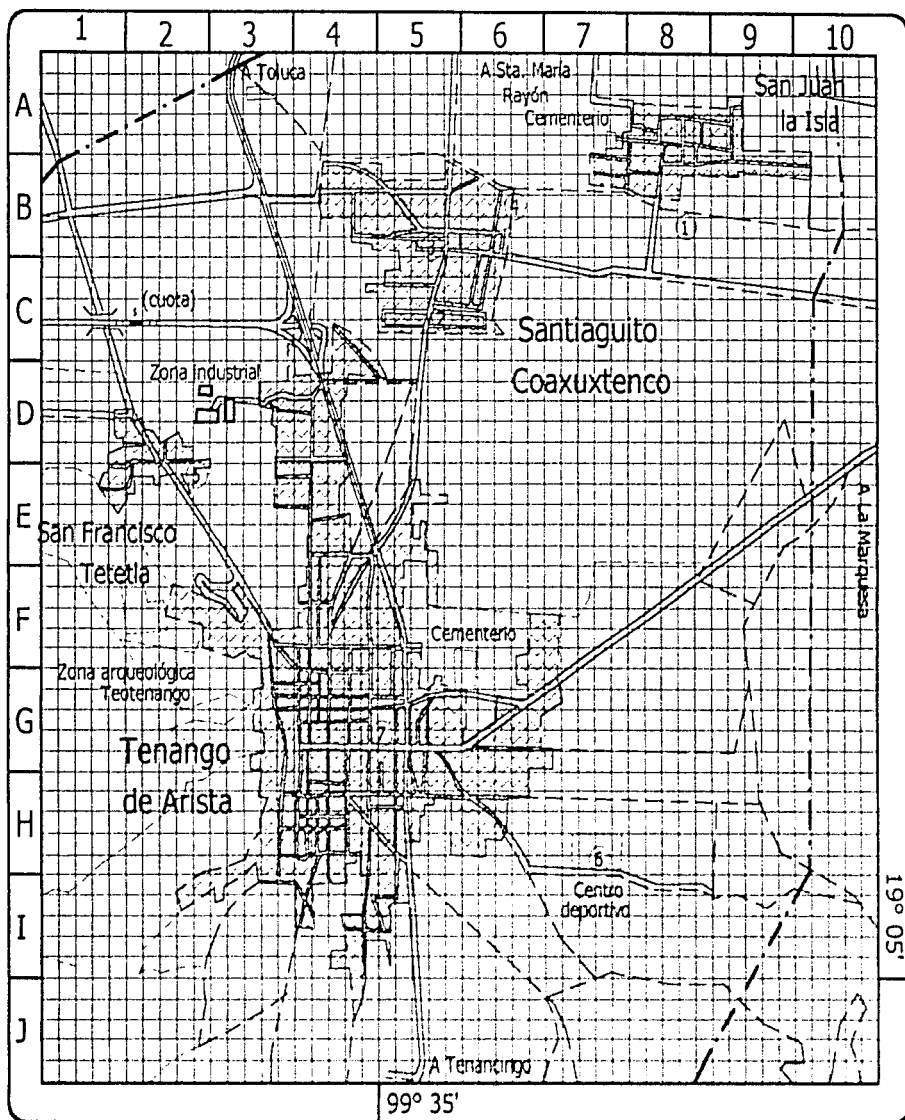 1 2 3 4 5 6 7 8 9 10
A
B
C
D
E
F
G
H
I
J
A Toluca
A Sta. María
Rayón
Cementerio
San Juan
la Isla
1
(cuota)
Santiaguito
Coaxuxtenco
Zona Industrial
San Francisco
Tetetla
A La Marquesa
Cementerio
Zona arqueológica
Teotenango
7
Tenango
de Arista
6
Centro
deportivo
19° 05'
A Tenancingo
99° 35'